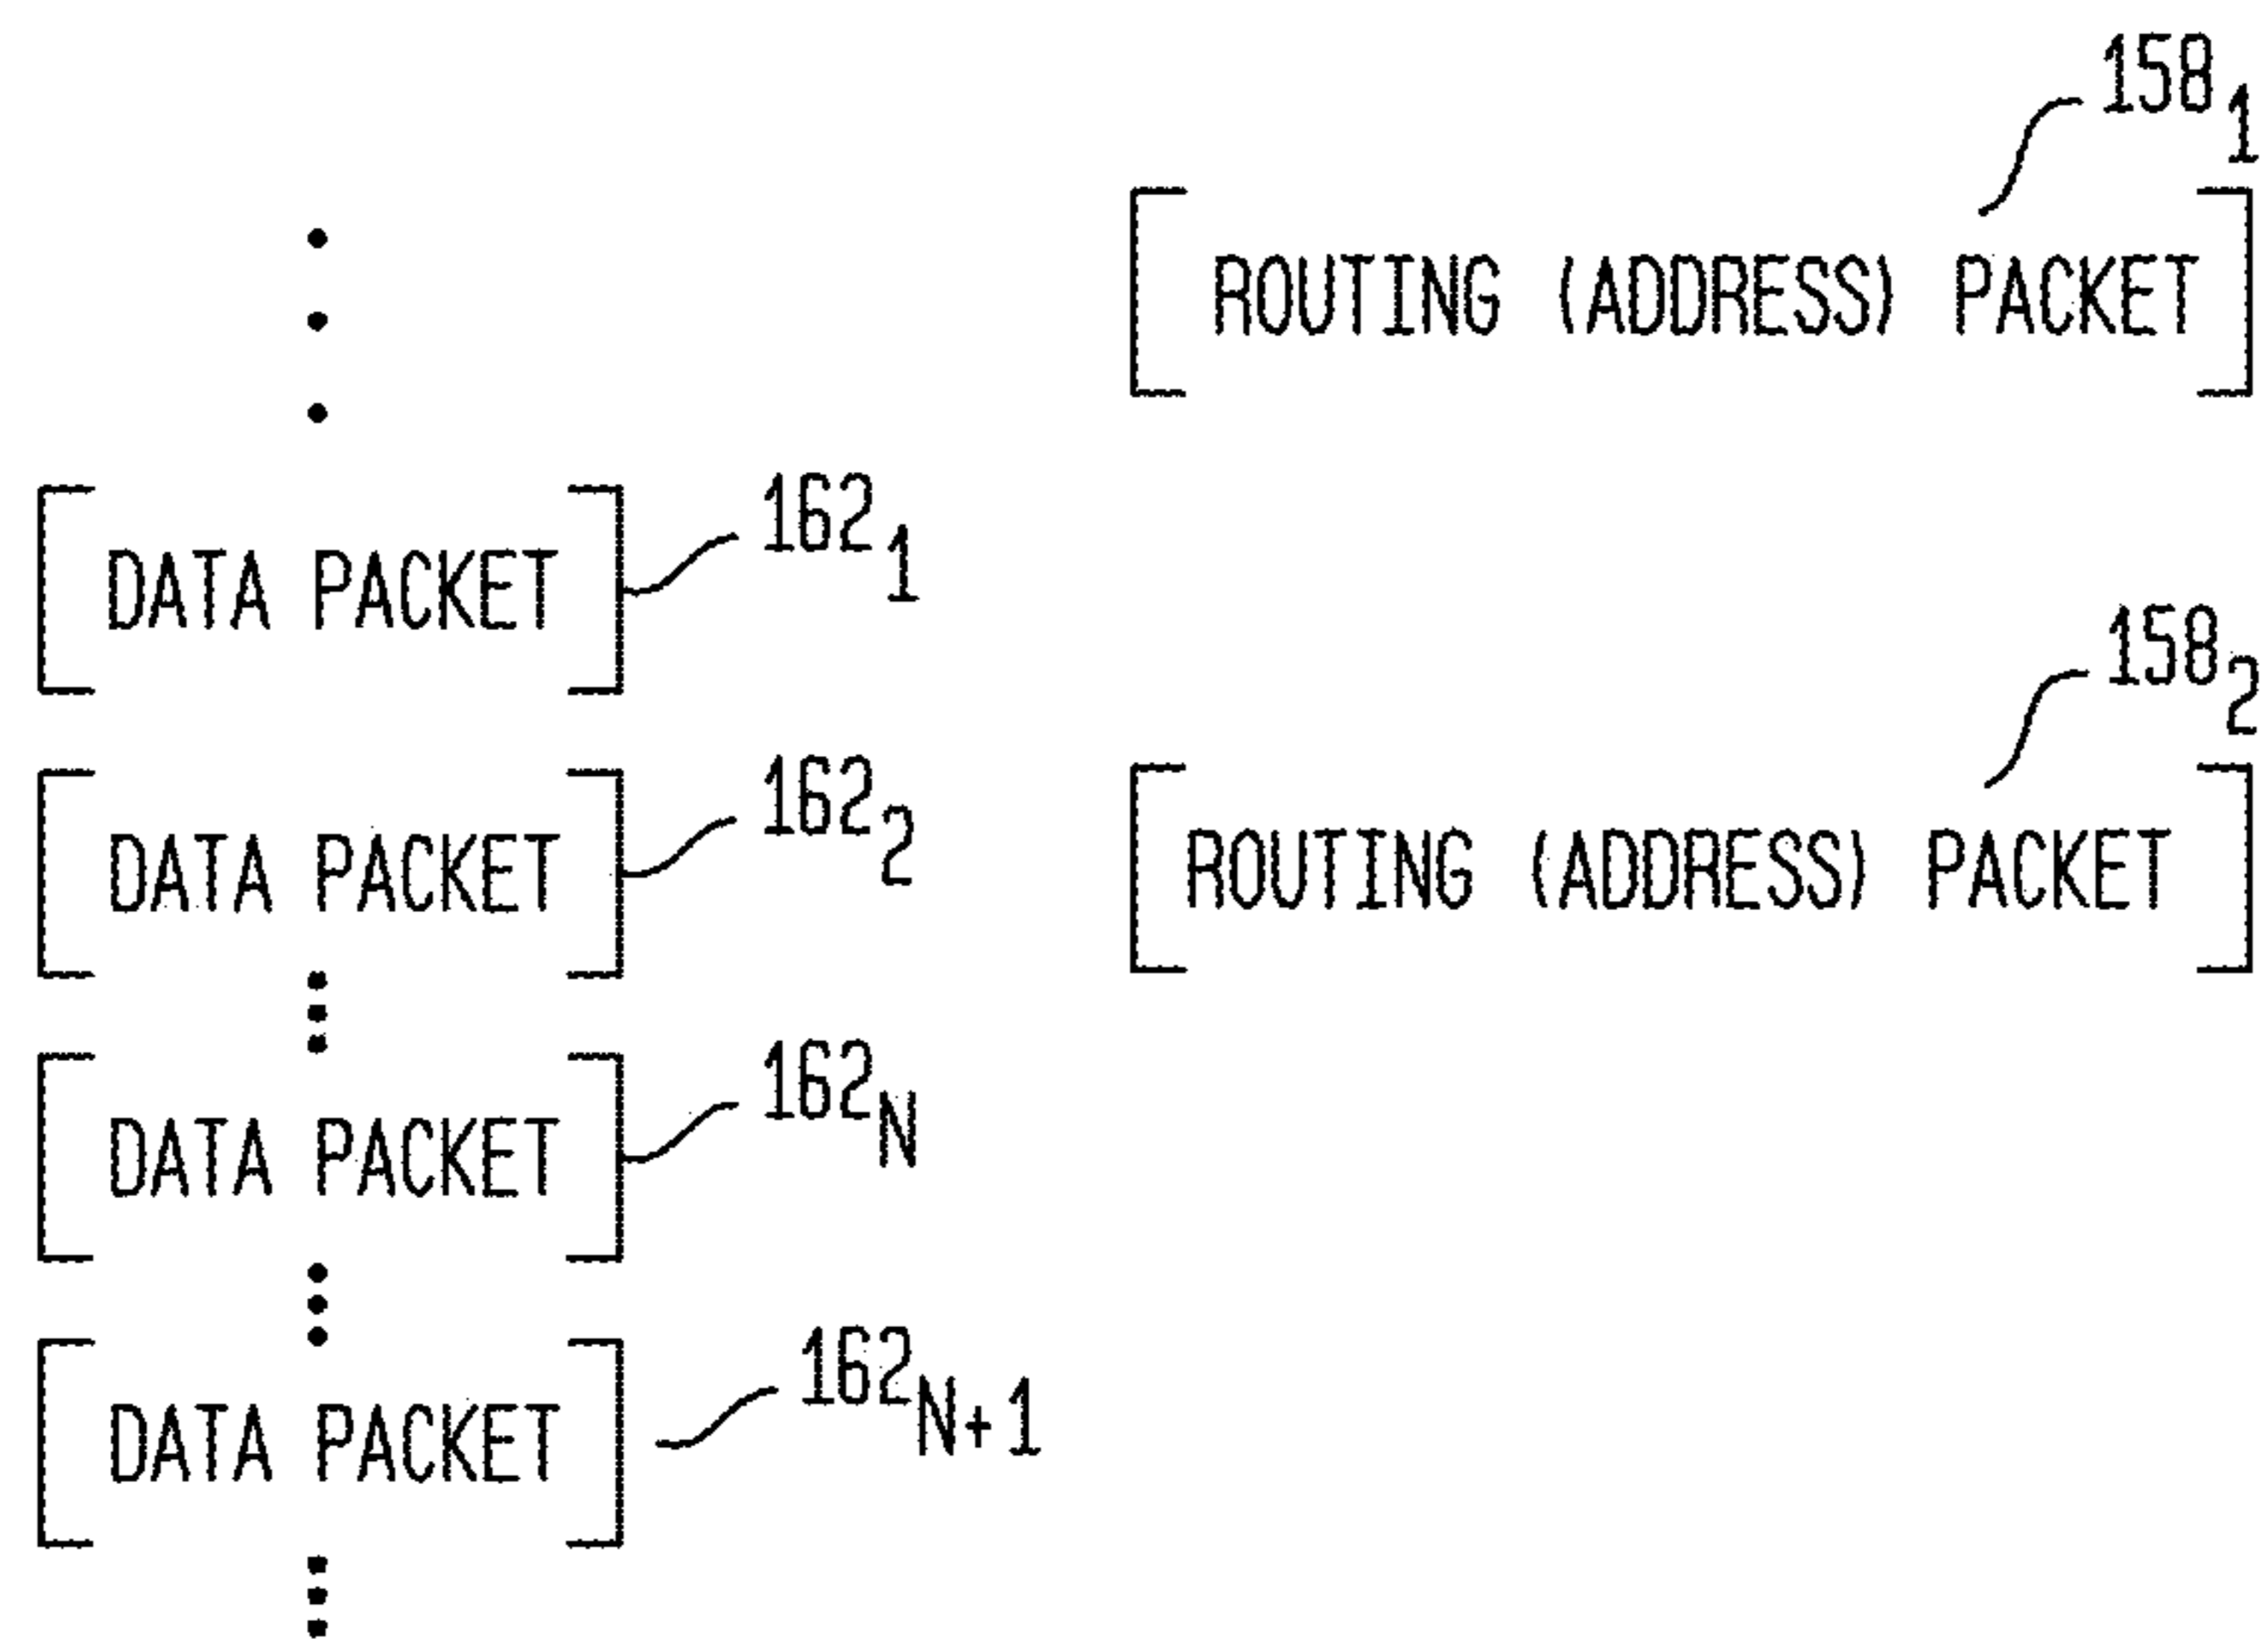 158₁
ROUTING (ADDRESS) PACKET
162₁
DATA PACKET
158₂
162₂
DATA PACKET
ROUTING (ADDRESS) PACKET
162N
DATA PACKET
162N+1
DATA PACKET